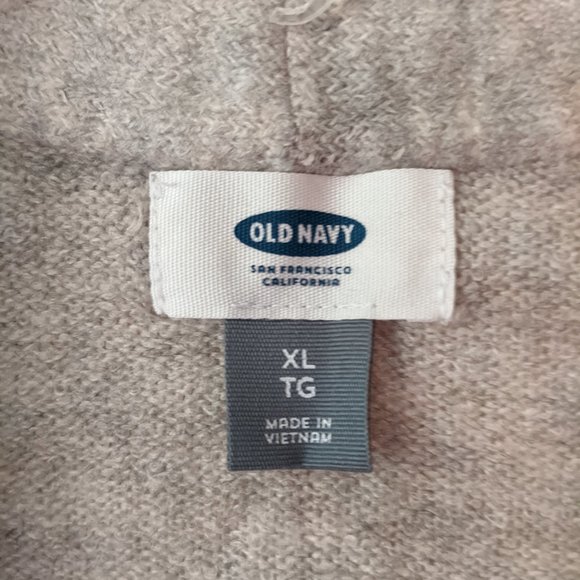 OLD NAVY
SAN FRANCISCO
CALIFORNIA
XL
TG
MADE IN
VIETNAM